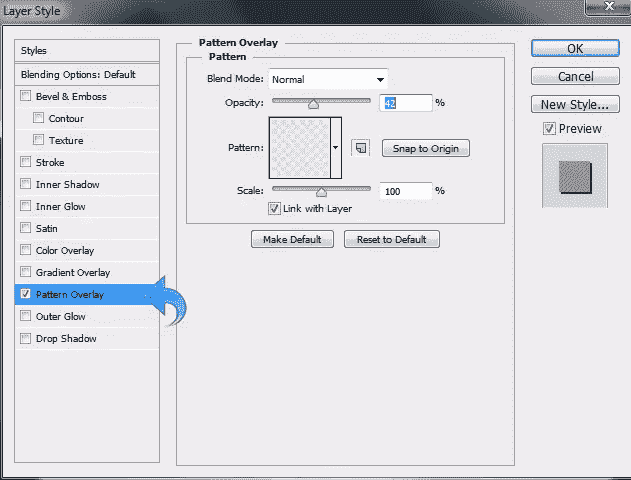 Layer Style
Styles
Blending Options: Default
Bevel & Emboss
Contour
Texture
Stroke
Inner Shadow
Inner Glow
Satin
Color Overlay
Gradient Overlay
Pattern Overlay
Outer Glow
Drop Shadow
Pattern Overlay
Pattern
Blend Mode: Normal
Opacity: 42 %
Pattern: Snap to Origin
Scale: 100 %
Link with Layer
Make Default Reset to Default
OK
Cancel
New Style...
Preview